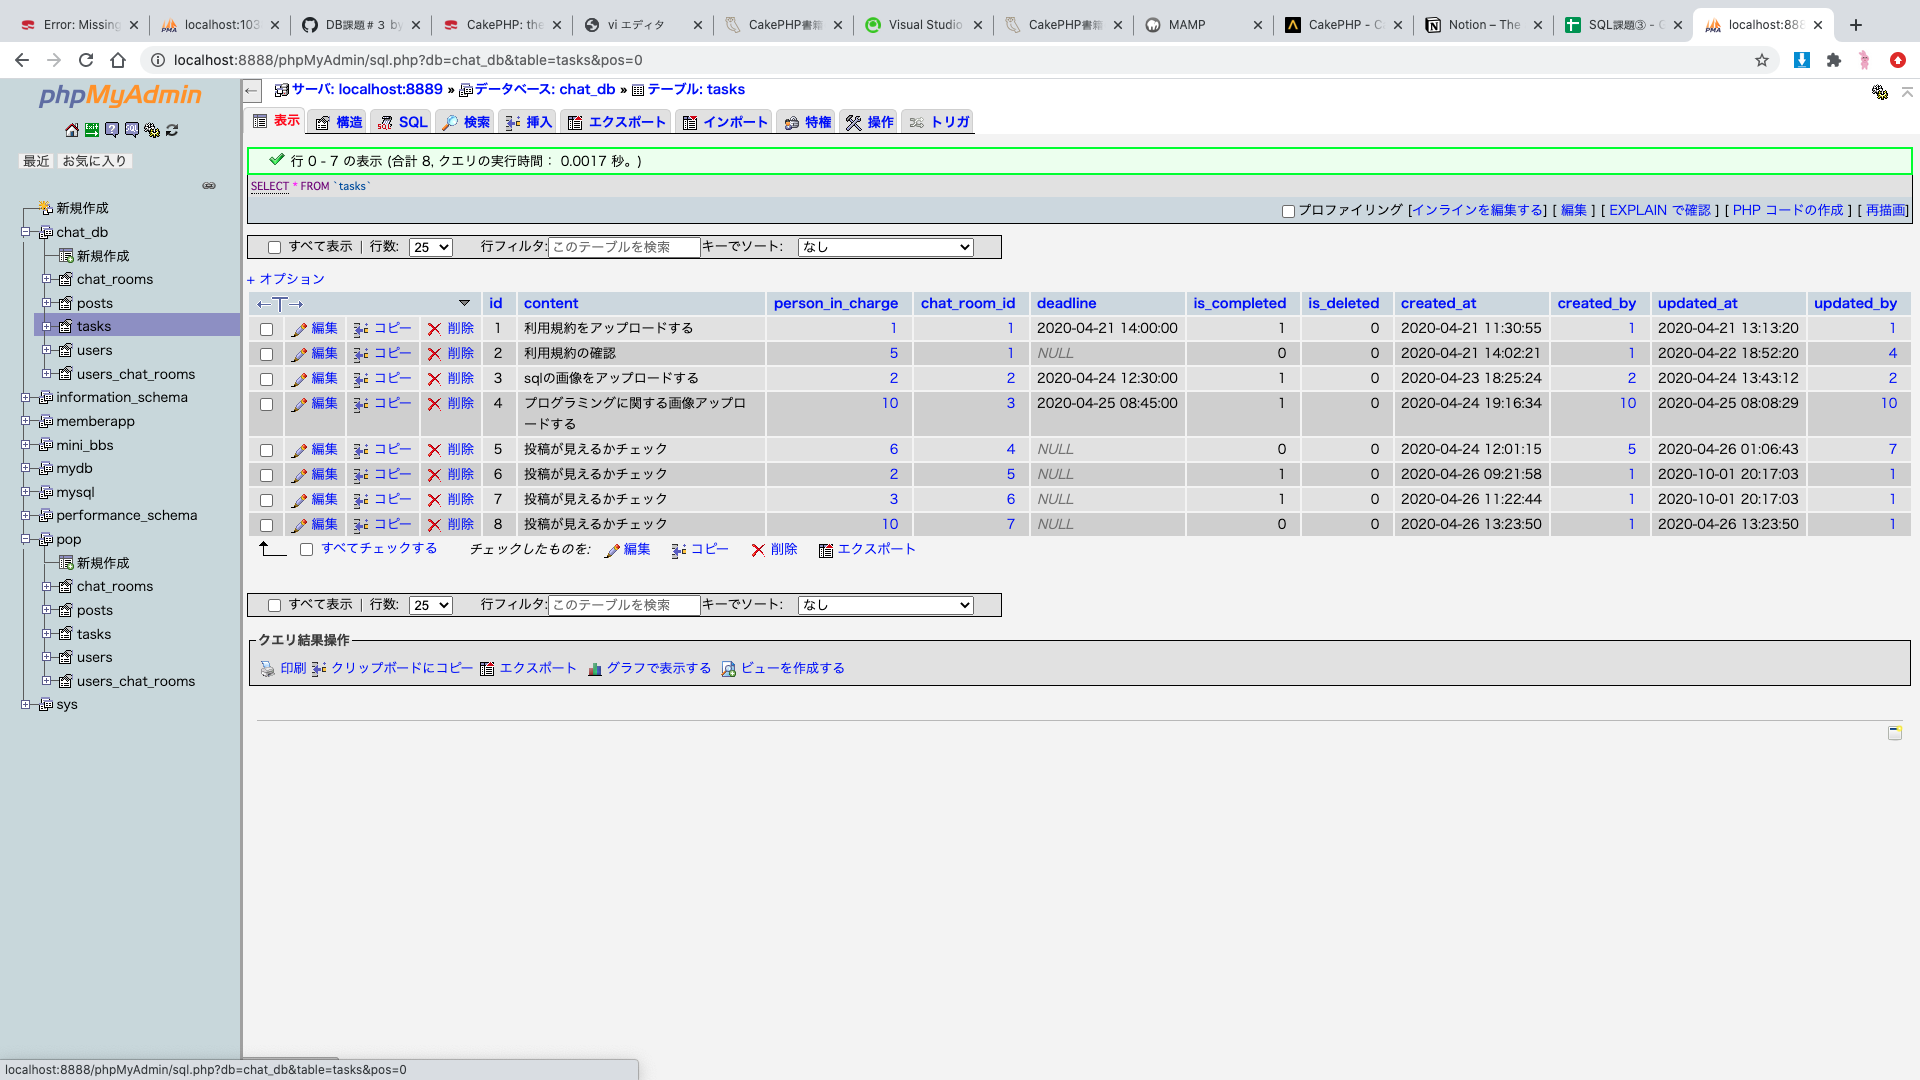 Error: Missing
localhost:103
DB課題＃３ by
CakePHP: the
vi エディタ
CakePHP書籍
Visual Studio
CakePHP書籍
MAMP
CakePHP - C
Notion – The
SQL課題③ - G
localhost:888
localhost:8888/phpMyAdmin/sql.php?db=chat_db&table=tasks&pos=0
phpMyAdmin
最近 お気に入り
新規作成
chat_db
新規作成
chat_rooms
posts
tasks
users
users_chat_rooms
information_schema
memberapp
mini_bbs
mydb
mysql
performance_schema
pop
新規作成
chat_rooms
posts
tasks
users
users_chat_rooms
sys
サーバ: localhost:8889 » データベース: chat_db » テーブル: tasks
表示 構造 SQL 検索 挿入 エクスポート インポート 特権 操作 トリガ
行 0 - 7 の表示 (合計 8, クエリの実行時間： 0.0017 秒。)
SELECT * FROM `tasks`
プロファイリング [インラインを編集する] [ 編集 ] [ EXPLAIN で確認 ] [ PHP コードの作成 ] [ 再描画]
すべて表示 | 行数: 25 行フィルタ: このテーブルを検索 キーでソート: なし
+ オプション
←T→ id content person_in_charge chat_room_id deadline is_completed is_deleted created_at created_by updated_at updated_by
編集 コピー 削除 1 利用規約をアップロードする 1 1 2020-04-21 14:00:00 1 0 2020-04-21 11:30:55 1 2020-04-21 13:13:20 1
編集 コピー 削除 2 利用規約の確認 5 1 NULL 0 0 2020-04-21 14:02:21 1 2020-04-22 18:52:20 4
編集 コピー 削除 3 sqlの画像をアップロードする 2 2 2020-04-24 12:30:00 1 0 2020-04-23 18:25:24 2 2020-04-24 13:43:12 2
編集 コピー 削除 4 プログラミングに関する画像アップロ 10 3 2020-04-25 08:45:00 1 0 2020-04-24 19:16:34 10 2020-04-25 08:08:29 10
ードする
編集 コピー 削除 5 投稿が見えるかチェック 6 4 NULL 0 0 2020-04-24 12:01:15 5 2020-04-26 01:06:43 7
編集 コピー 削除 6 投稿が見えるかチェック 2 5 NULL 1 0 2020-04-26 09:21:58 1 2020-10-01 20:17:03 1
編集 コピー 削除 7 投稿が見えるかチェック 3 6 NULL 1 0 2020-04-26 11:22:44 1 2020-10-01 20:17:03 1
編集 コピー 削除 8 投稿が見えるかチェック 10 7 NULL 0 0 2020-04-26 13:23:50 1 2020-04-26 13:23:50 1
すべてチェックする チェックしたものを: 編集 コピー 削除 エクスポート
すべて表示 | 行数: 25 行フィルタ: このテーブルを検索 キーでソート: なし
クエリ結果操作
印刷 クリップボードにコピー エクスポート グラフで表示する ビューを作成する
localhost:8888/phpMyAdmin/sql.php?db=chat_db&table=tasks&pos=0